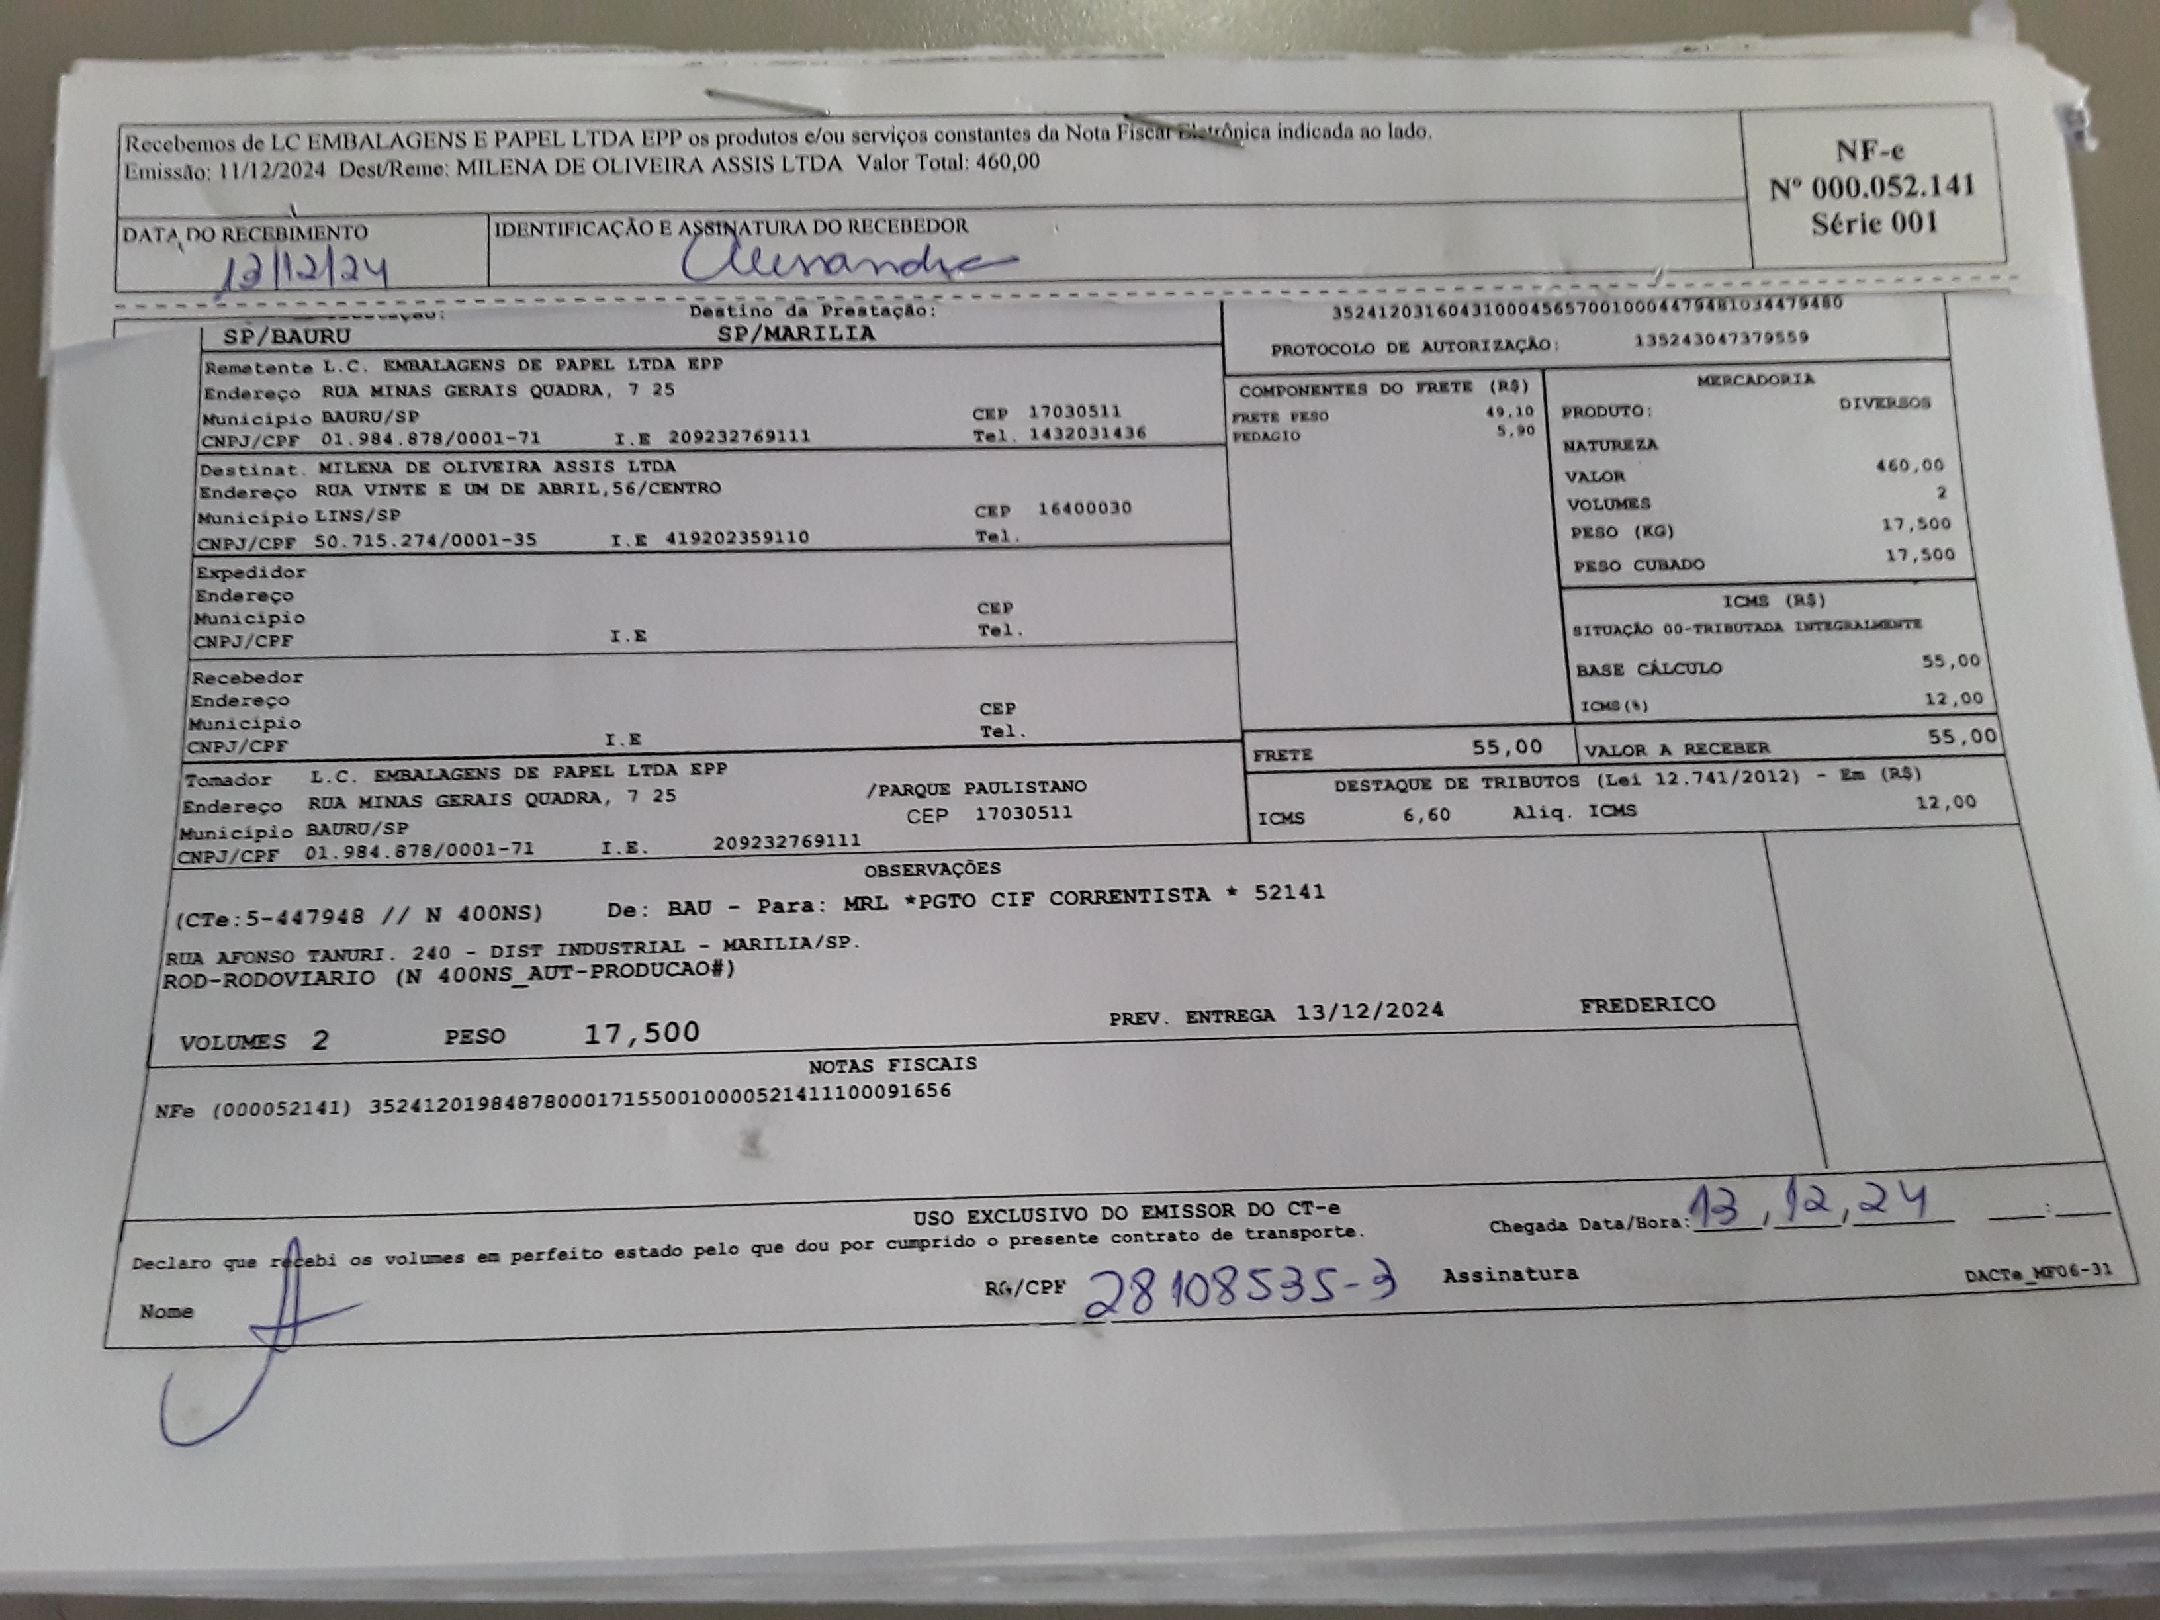 Recebemos de LC EMBALAGENS E PAPEL LTDA EPP os produtos e/ou serviços constantes da Nota Fiscal Eletrônica indicada ao lado.
Emissão: 11/12/2024 Dest/Reme: MILENA DE OLIVEIRA ASSIS LTDA Valor Total: 460,00
NF-e
Nº 000.052.141
Série 001
DATA DO RECEBIMENTO
13/12/24
IDENTIFICAÇÃO E ASSINATURA DO RECEBEDOR
Alessandra
Destino da Prestação:
SP/BAURU SP/MARILIA
Remetente L.C. EMBALAGENS DE PAPEL LTDA EPP
Endereço RUA MINAS GERAIS QUADRA, 7 25
Município BAURU/SP CEP 17030511
CNPJ/CPF 01.984.878/0001-71 I.E 209232769111 Tel. 1432031436
Destinat. MILENA DE OLIVEIRA ASSIS LTDA
Endereço RUA VINTE E UM DE ABRIL,56/CENTRO
Município LINS/SP CEP 16400030
CNPJ/CPF 50.715.274/0001-35 I.E 419202359110 Tel.
Expedidor
Endereço
Município CEP
CNPJ/CPF I.E Tel.
Recebedor
Endereço
Município CEP
CNPJ/CPF I.E Tel.
Tomador L.C. EMBALAGENS DE PAPEL LTDA EPP
Endereço RUA MINAS GERAIS QUADRA, 7 25 /PARQUE PAULISTANO
Município BAURU/SP CEP 17030511
CNPJ/CPF 01.984.878/0001-71 I.E. 209232769111
35241203160431000456570010004479481034479480
PROTOCOLO DE AUTORIZAÇÃO: 135243047379559
COMPONENTES DO FRETE (R$)
FRETE PESO 49,10
PEDAGIO 5,90
MERCADORIA
PRODUTO: DIVERSOS
NATUREZA
VALOR 460,00
VOLUMES 2
PESO (KG) 17,500
PESO CUBADO 17,500
ICMS (R$)
SITUAÇÃO 00-TRIBUTADA INTEGRALMENTE
BASE CÁLCULO 55,00
ICMS(%) 12,00
FRETE 55,00 VALOR A RECEBER 55,00
DESTAQUE DE TRIBUTOS (Lei 12.741/2012) - Em (R$)
ICMS 6,60 Aliq. ICMS 12,00
OBSERVAÇÕES
(CTe:5-447948 // N 400NS) De: BAU - Para: MRL *PGTO CIF CORRENTISTA * 52141
RUA AFONSO TANURI. 240 - DIST INDUSTRIAL - MARILIA/SP.
ROD-RODOVIARIO (N 400NS_AUT-PRODUCAO#)
VOLUMES 2 PESO 17,500 PREV. ENTREGA 13/12/2024 FREDERICO
NOTAS FISCAIS
NFe (000052141) 35241201984878000171550010000521411100091656
USO EXCLUSIVO DO EMISSOR DO CT-e
Declaro que recebi os volumes em perfeito estado pelo que dou por cumprido o presente contrato de transporte.
Chegada Data/Hora: 13, 12, 24 :
Nome RG/CPF 28108535-3 Assinatura
DACTe_MF06-31